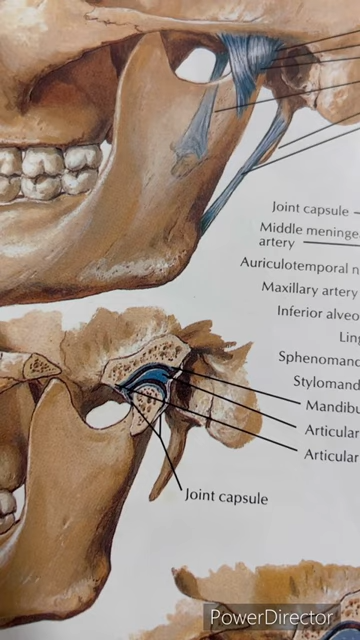 Joint capsule
Middle meninge
artery
Auriculotemporal n
Maxillary artery
Inferior alveo
Ling
Sphenomand
Stylomand
Mandibu
Articular
Articular
Joint capsule
PowerDirector